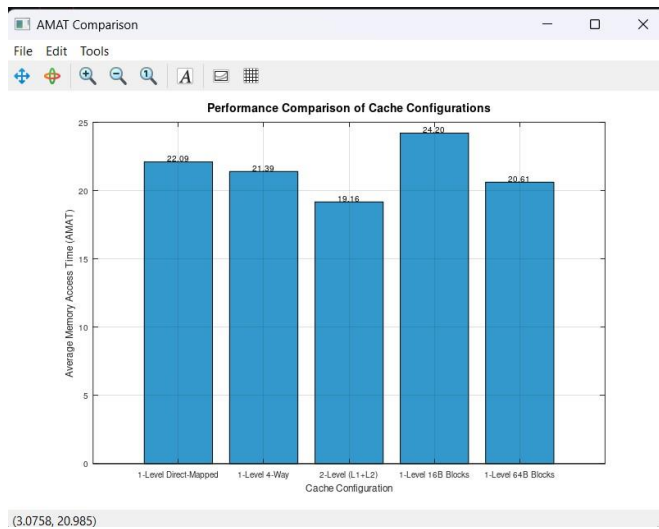 AMAT Comparison
File Edit Tools
1 A
Performance Comparison of Cache Configurations
25
20
15
10
5
0
Average Memory Access Time (AMAT)
22.09
21.39
19.16
24.20
20.61
1-Level Direct-Mapped 1-Level 4-Way 2-Level (L1+L2) 1-Level 16B Blocks 1-Level 64B Blocks
Cache Configuration
(3.0758, 20.985)